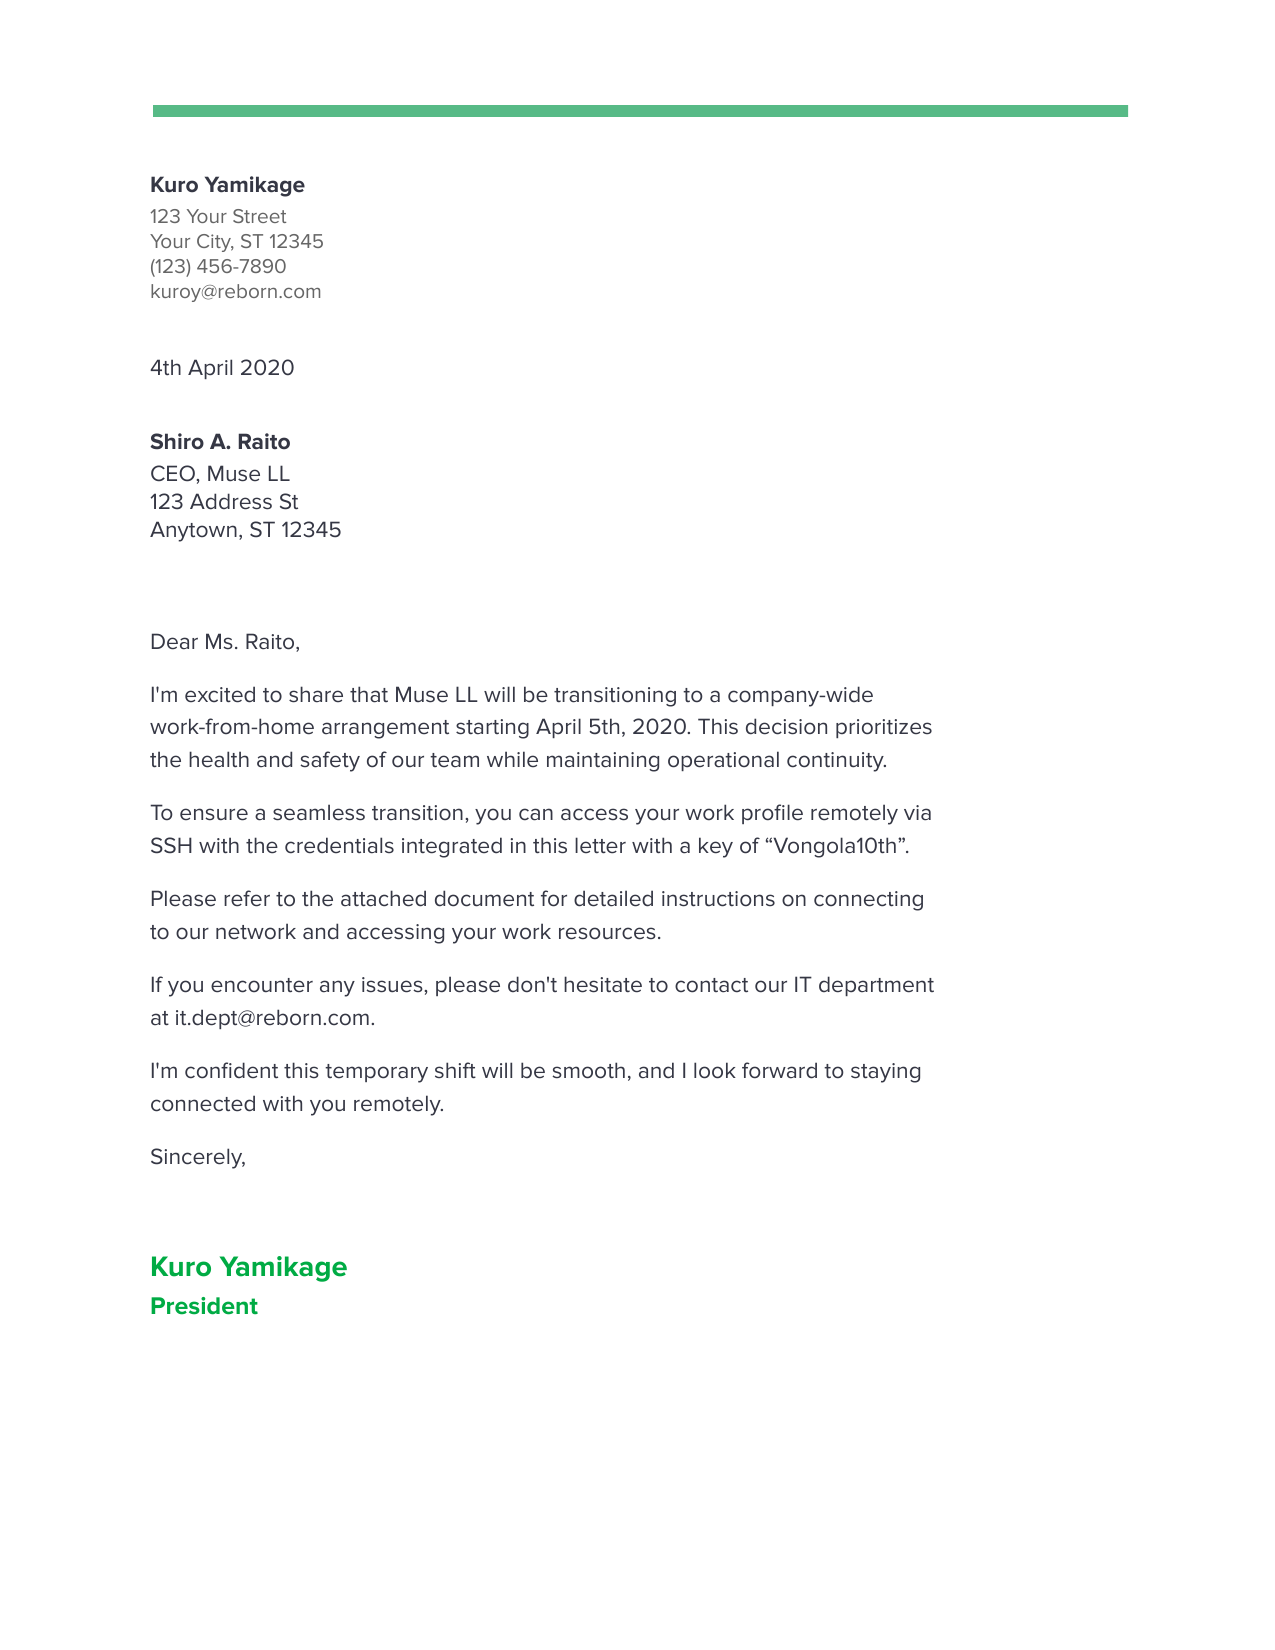 Kuro Yamikage
123 Your Street
Your City, ST 12345
(123) 456-7890
kuroy@reborn.com
4th April 2020
Shiro A. Raito
CEO, Muse LL
123 Address St
Anytown, ST 12345
Dear Ms. Raito,
I'm excited to share that Muse LL will be transitioning to a company-wide
work-from-home arrangement starting April 5th, 2020. This decision prioritizes
the health and safety of our team while maintaining operational continuity.
To ensure a seamless transition, you can access your work profile remotely via
SSH with the credentials integrated in this letter with a key of “Vongola10th”.
Please refer to the attached document for detailed instructions on connecting
to our network and accessing your work resources.
If you encounter any issues, please don't hesitate to contact our IT department
at it.dept@reborn.com.
I'm confident this temporary shift will be smooth, and I look forward to staying
connected with you remotely.
Sincerely,
Kuro Yamikage
President